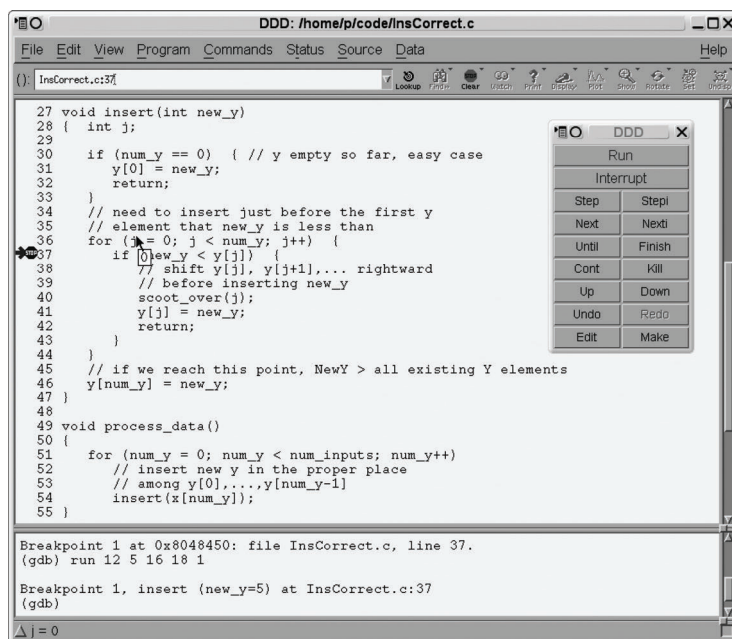 DDD: /home/p/code/InsCorrect.c
File Edit View Program Commands Status Source Data Help
(): InsCorrect.c:37
Lookup Find» Clear Watch Print Display Plot Show Rotate Set Undisp
27 void insert(int new_y)
28 { int j;
29
30 if (num_y == 0) { // y empty so far, easy case
31 y[0] = new_y;
32 return;
33 }
34 // need to insert just before the first y
35 // element that new_y is less than
36 for (j = 0; j < num_y; j++) {
37 if 0new_y < y[j]) {
38 // shift y[j], y[j+1],... rightward
39 // before inserting new_y
40 scoot_over(j);
41 y[j] = new_y;
42 return;
43 }
44 }
45 // if we reach this point, NewY > all existing Y elements
46 y[num_y] = new_y;
47 }
48
49 void process_data()
50 {
51 for (num_y = 0; num_y < num_inputs; num_y++)
52 // insert new y in the proper place
53 // among y[0],...,y[num_y-1]
54 insert(x[num_y]);
55 }
DDD
Run
Interrupt
Step Stepi
Next Nexti
Until Finish
Cont Kill
Up Down
Undo Redo
Edit Make
Breakpoint 1 at 0x8048450: file InsCorrect.c, line 37.
(gdb) run 12 5 16 18 1
Breakpoint 1, insert (new_y=5) at InsCorrect.c:37
(gdb)
j = 0